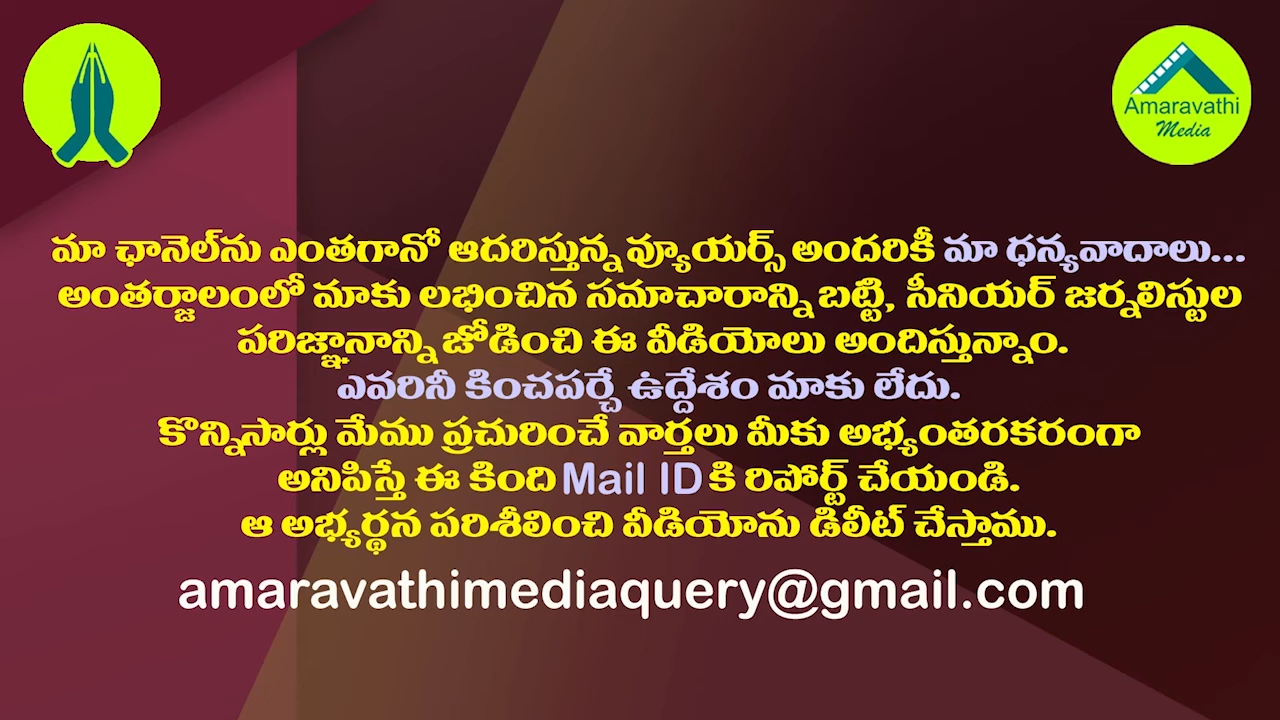 Amaravathi
Media
మా ఛానెల్‌ను ఎంతగానో ఆదరిస్తున్న వ్యూయర్స్ అందరికీ మా ధన్యవాదాలు...
అంతర్జాలంలో మాకు లభించిన సమాచారాన్ని బట్టి, సీనియర్ జర్నలిస్టుల
పరిజ్ఞానాన్ని జోడించి ఈ వీడియోలు అందిస్తున్నాం.
ఎవరినీ కించపర్చే ఉద్దేశం మాకు లేదు.
కొన్నిసార్లు మేము ప్రచురించే వార్తలు మీకు అభ్యంతరకరంగా
అనిపిస్తే ఈ కింది Mail ID కి రిపోర్ట్ చేయండి.
ఆ అభ్యర్థన పరిశీలించి వీడియోను డిలీట్ చేస్తాము.
amaravathimediaquery@gmail.com